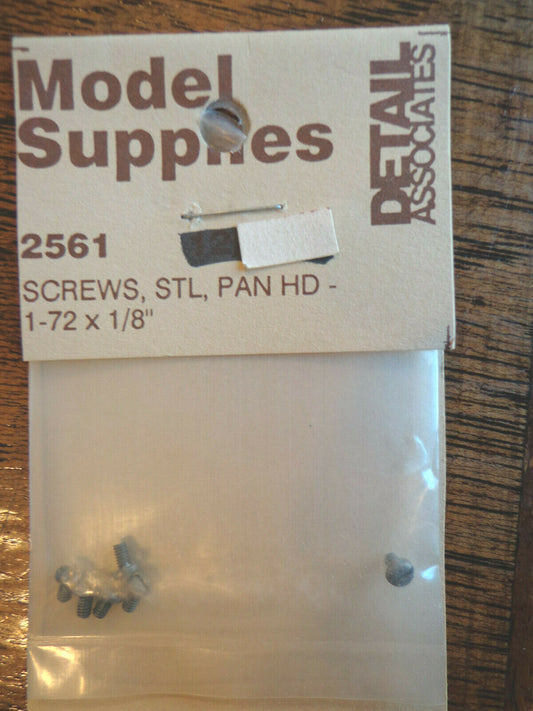 Model
Supplies
DETAIL
ASSOCIATES
2561
SCREWS, STL, PAN HD -
1-72 x 1/8"